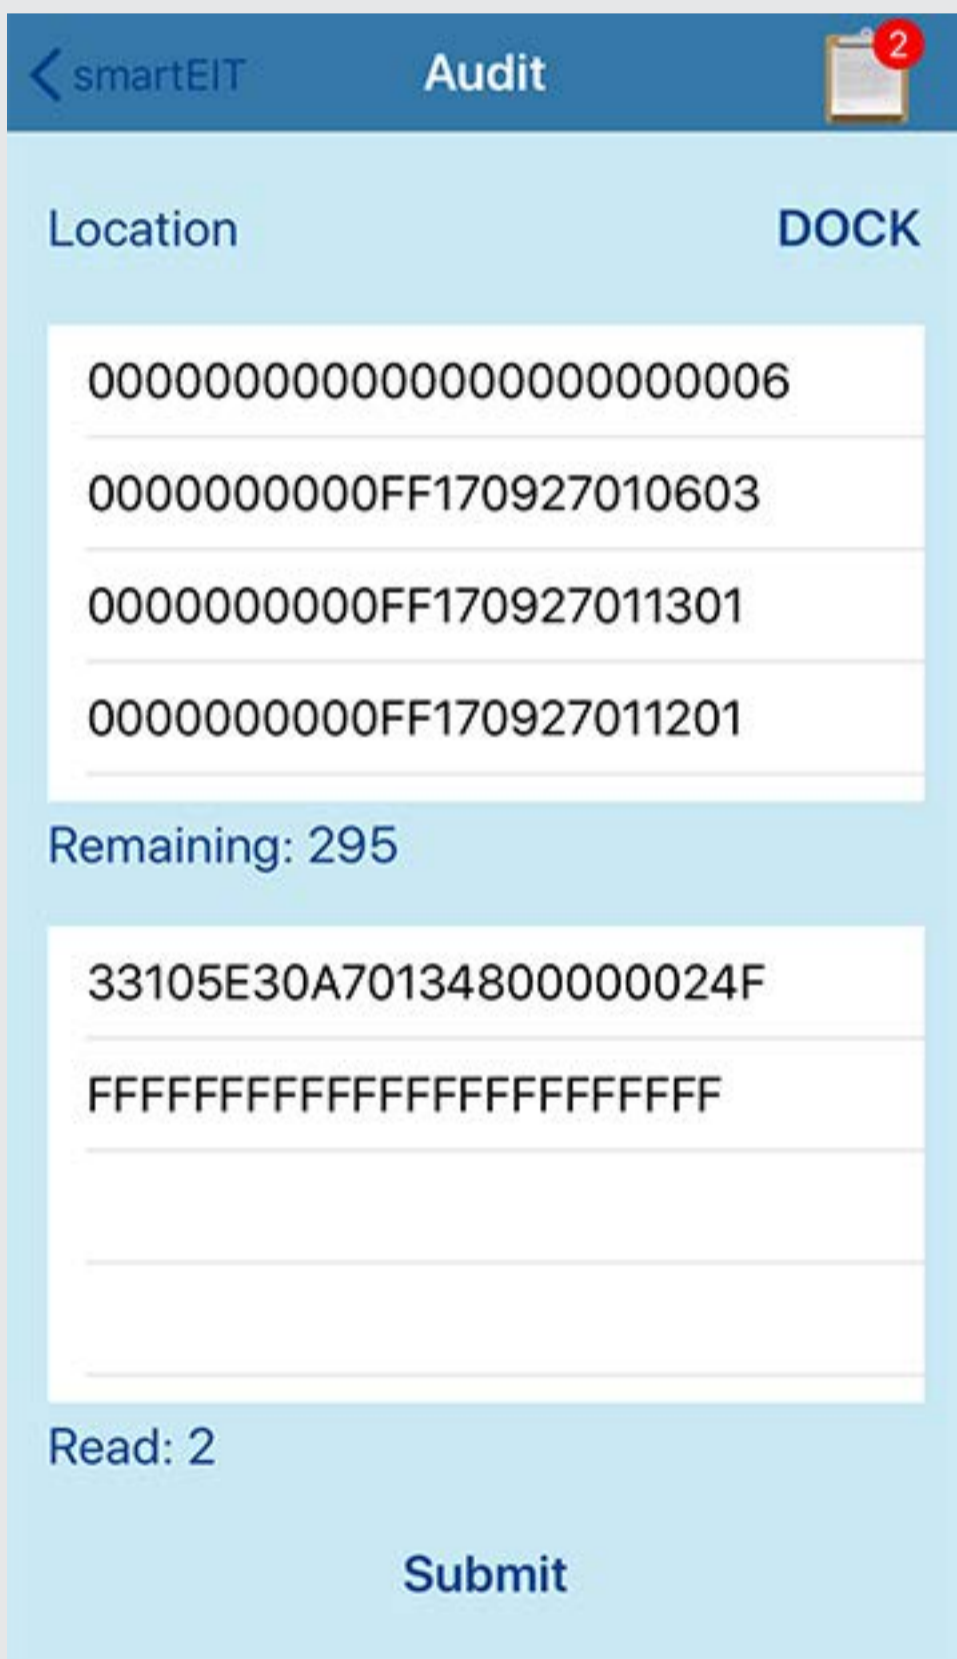 smartEIT
Audit
2
Location
DOCK
000000000000000000000006
0000000000FF170927010603
0000000000FF170927011301
0000000000FF170927011201
Remaining: 295
33105E30A70134800000024F
FFFFFFFFFFFFFFFFFFFFFFFF
Read: 2
Submit